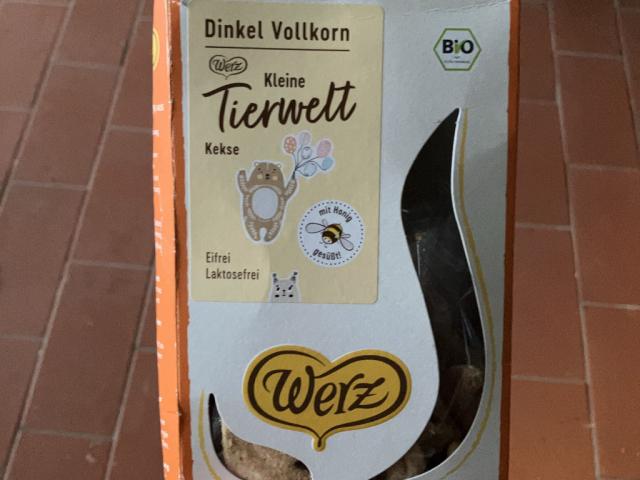 Dinkel Vollkorn
Werz
Kleine
Tierwelt
Kekse
mit Honig
gesüßt!
Eifrei
Laktosefrei
BIO
Werz